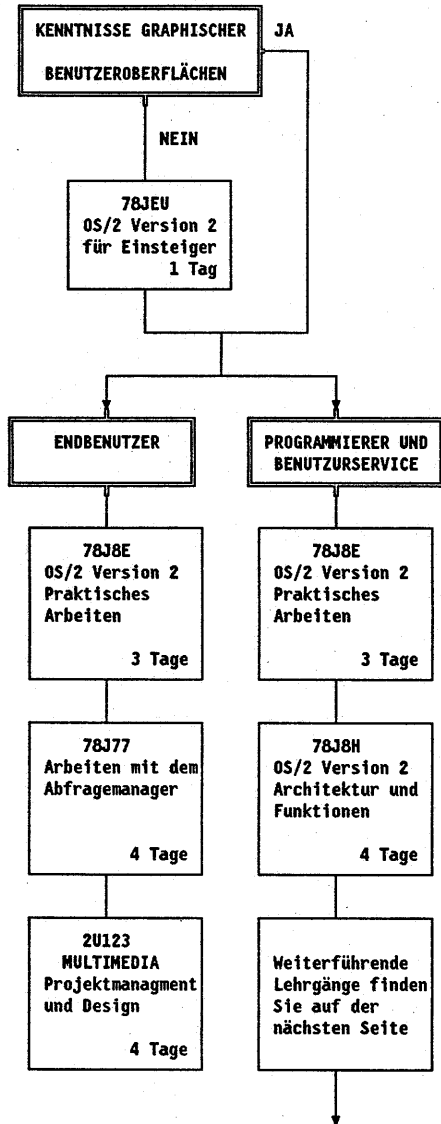 KENNTNISSE GRAPHISCHER
BENUTZEROBERFLÄCHEN
JA
NEIN
78JEU
OS/2 Version 2
für Einsteiger
1 Tag
ENDBENUTZER
78J8E
OS/2 Version 2
Praktisches
Arbeiten
3 Tage
78J77
Arbeiten mit dem
Abfragemanager
4 Tage
2U123
MULTIMEDIA
Projektmanagment
und Design
4 Tage
PROGRAMMIERER UND
BENUTZURSERVICE
78J8E
OS/2 Version 2
Praktisches
Arbeiten
3 Tage
78J8H
OS/2 Version 2
Architektur und
Funktionen
4 Tage
Weiterführende
Lehrgänge finden
Sie auf der
nächsten Seite